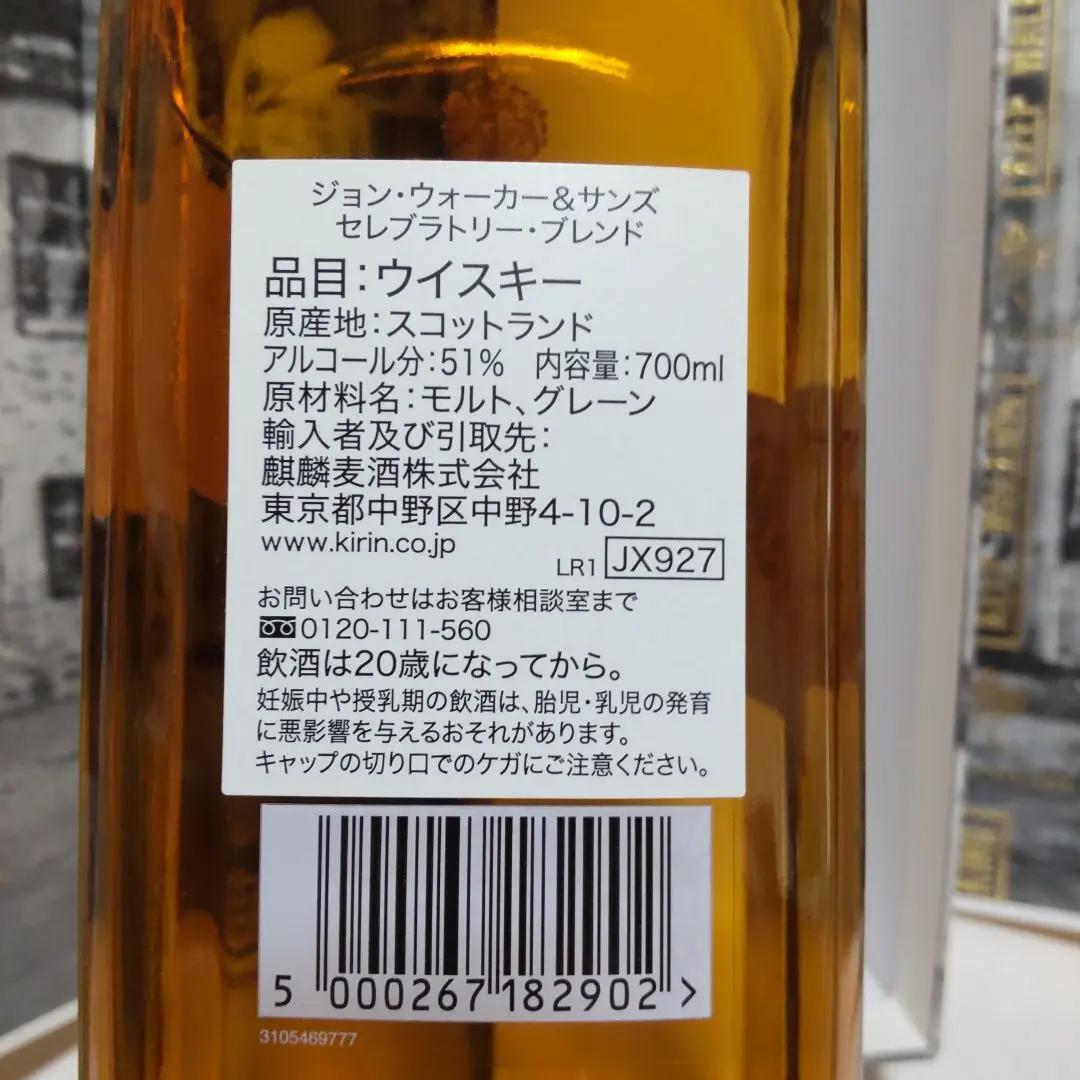 ジョン・ウォーカー&サンズ
セレブラトリー・ブレンド
品目:ウイスキー
原産地:スコットランド
アルコール分:51% 内容量:700ml
原材料名:モルト、グレーン
輸入者及び引取先:
麒麟麦酒株式会社
東京都中野区中野4-10-2
www.kirin.co.jp
LR1 JX927
お問い合わせはお客様相談室まで
0120-111-560
飲酒は20歳になってから。
妊娠中や授乳期の飲酒は、胎児・乳児の発育
に悪影響を与えるおそれがあります。
キャップの切り口でのケガにご注意ください。
5 000267 182902 >
3105469777